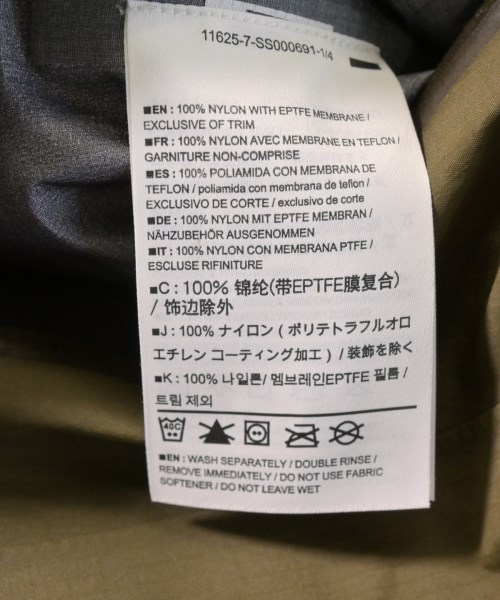 11625-7-SS000691-1/4
■EN : 100% NYLON WITH EPTFE MEMBRANE /
EXCLUSIVE OF TRIM
■FR : 100% NYLON AVEC MEMBRANE EN TEFLON /
GARNITURE NON-COMPRISE
■ES : 100% POLIAMIDA CON MEMBRANA DE
TEFLON / poliamida con membrana de teflon /
EXCLUSIVO DE CORTE / exclusivo de corte
■DE : 100% NYLON MIT EPTFE MEMBRAN /
NÄHZUBEHÖR AUSGENOMMEN
■IT : 100% NYLON CON MEMBRANA PTFE /
ESCLUSE RIFINITURE
■C : 100% 锦纶(带EPTFE膜复合)
/ 饰边除外
■J : 100% ナイロン ( ポリテトラフルオロ
エチレン コーティング加工 ) / 装飾を除く
■K : 100% 나일론/ 멤브레인EPTFE 필름 /
트림 제외
40C
■EN : WASH SEPARATELY / DOUBLE RINSE /
REMOVE IMMEDIATELY / DO NOT USE FABRIC
SOFTENER / DO NOT LEAVE WET